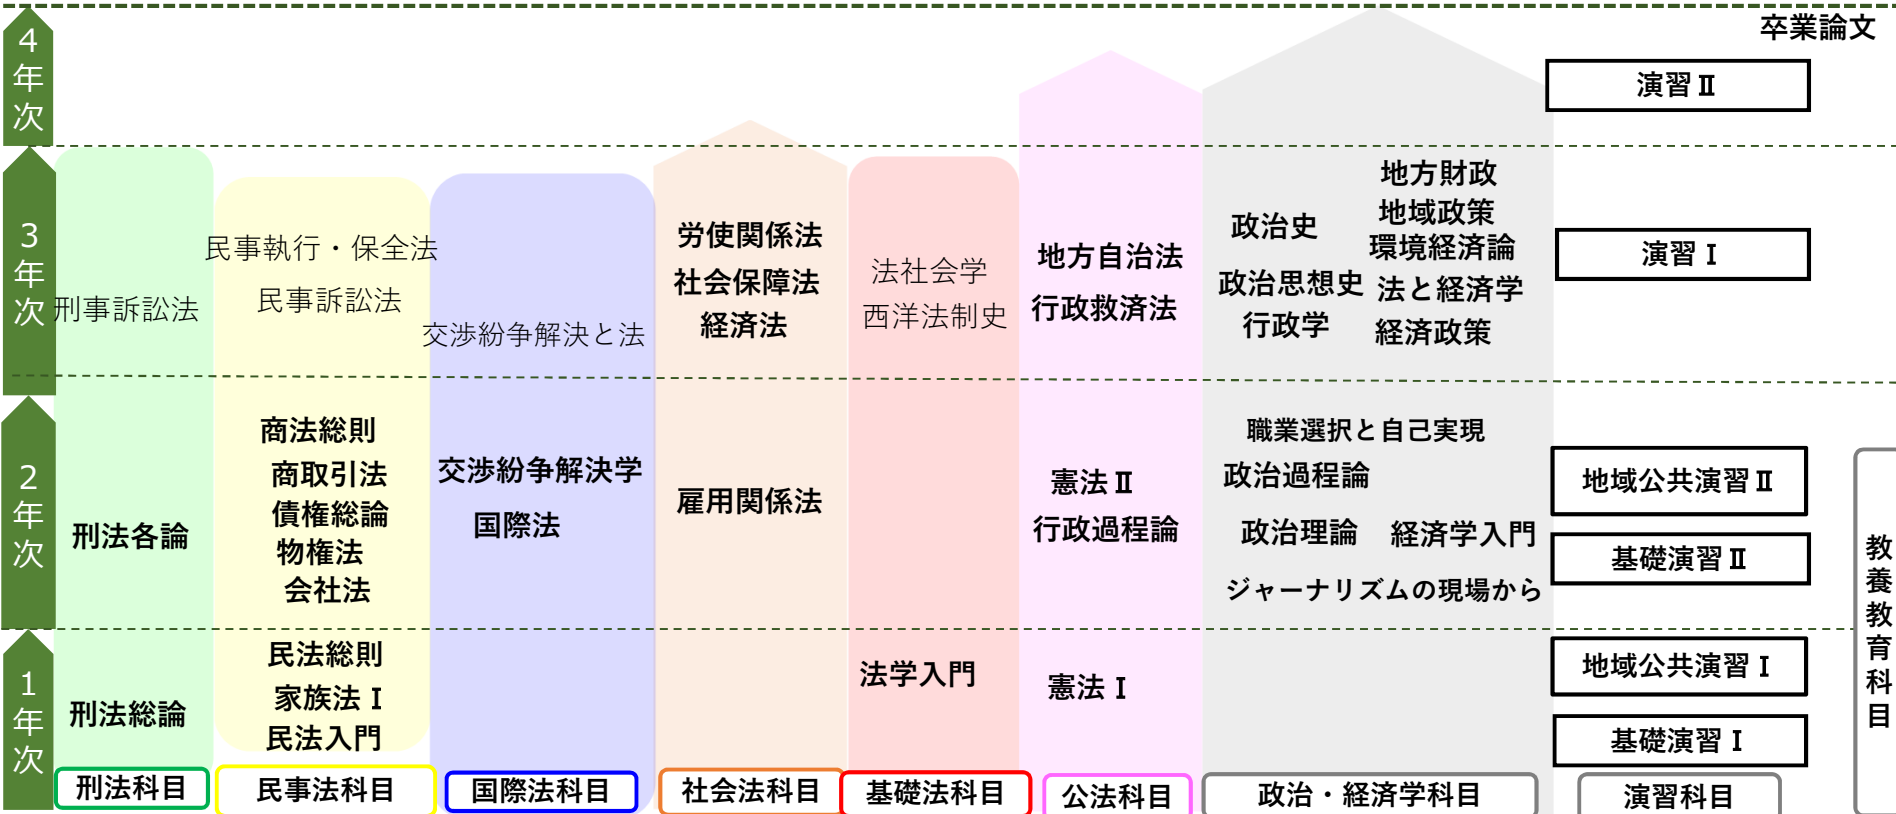 卒業論文
4年次
演習Ⅱ
3年次
刑事訴訟法
民事執行・保全法
民事訴訟法
交渉紛争解決と法
労使関係法
社会保障法
経済法
法社会学
西洋法制史
地方自治法
行政救済法
政治史
政治思想史
行政学
地方財政
地域政策
環境経済論
法と経済学
経済政策
演習Ⅰ
2年次
刑法各論
商法総則
商取引法
債権総論
物権法
会社法
交渉紛争解決学
国際法
雇用関係法
憲法Ⅱ
行政過程論
職業選択と自己実現
政治過程論
政治理論
経済学入門
ジャーナリズムの現場から
地域公共演習Ⅱ
基礎演習Ⅱ
教養教育科目
1年次
刑法総論
民法総則
家族法Ⅰ
民法入門
法学入門
憲法Ⅰ
地域公共演習Ⅰ
基礎演習Ⅰ
刑法科目
民事法科目
国際法科目
社会法科目
基礎法科目
公法科目
政治・経済学科目
演習科目